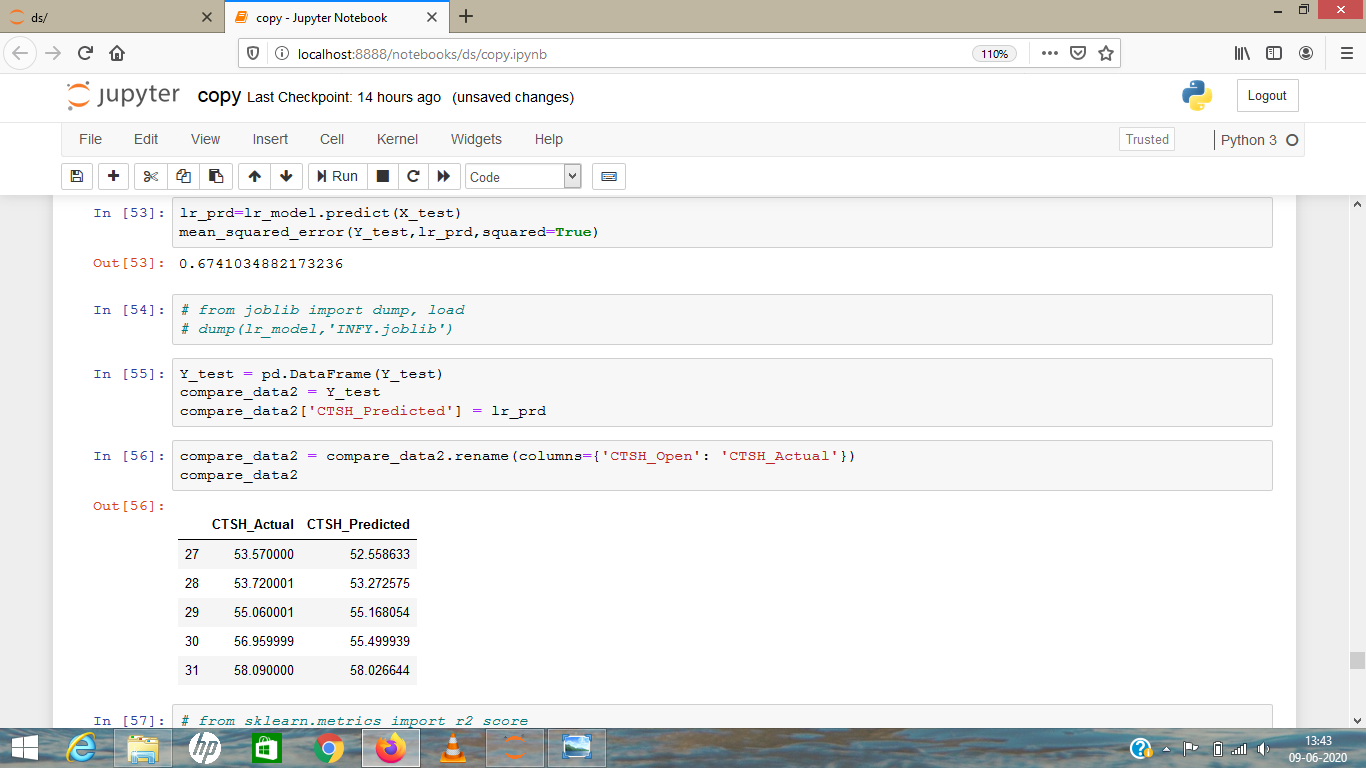 ds/
copy - Jupyter Notebook
localhost:8888/notebooks/ds/copy.ipynb
110%
jupyter copy Last Checkpoint: 14 hours ago (unsaved changes)
Logout
File Edit View Insert Cell Kernel Widgets Help
Trusted
Python 3
Run
Code
In [53]: lr_prd=lr_model.predict(X_test)
mean_squared_error(Y_test,lr_prd,squared=True)
Out[53]: 0.6741034882173236
In [54]: # from joblib import dump, load
# dump(lr_model,'INFY.joblib')
In [55]: Y_test = pd.DataFrame(Y_test)
compare_data2 = Y_test
compare_data2['CTSH_Predicted'] = lr_prd
In [56]: compare_data2 = compare_data2.rename(columns={'CTSH_Open': 'CTSH_Actual'})
compare_data2
Out[56]:
CTSH_Actual CTSH_Predicted
27 53.570000 52.558633
28 53.720001 53.272575
29 55.060001 55.168054
30 56.959999 55.499939
31 58.090000 58.026644
In [57]: # from sklearn.metrics import r2_score
hp
13:43
09-06-2020